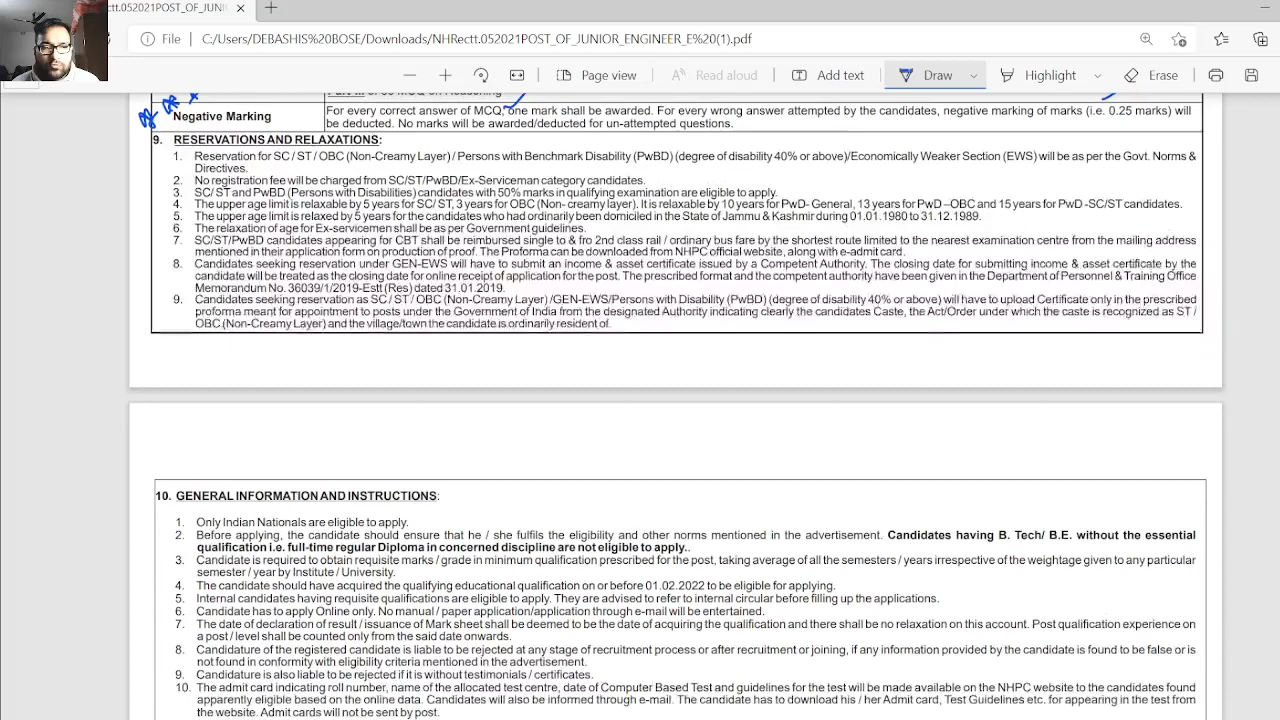 tt.052021POST_OF_JUNI
File C:/Users/DEBASHIS%20BOSE/Downloads/NHRectt.052021POST_OF_JUNIOR_ENGINEER_E%20(1).pdf
Page view
Read aloud
Add text
Draw
Highlight
Erase
Negative Marking
For every correct answer of MCQ, one mark shall be awarded. For every wrong answer attempted by the candidates, negative marking of marks (i.e. 0.25 marks) will
be deducted. No marks will be awarded/deducted for un-attempted questions.
9. RESERVATIONS AND RELAXATIONS:
1. Reservation for SC / ST / OBC (Non-Creamy Layer) / Persons with Benchmark Disability (PwBD) (degree of disability 40% or above)/Economically Weaker Section (EWS) will be as per the Govt. Norms &
Directives.
2. No registration fee will be charged from SC/ST/PwBD/Ex-Serviceman category candidates.
3. SC/ ST and PwBD (Persons with Disabilities) candidates with 50% marks in qualifying examination are eligible to apply.
4. The upper age limit is relaxable by 5 years for SC/ ST, 3 years for OBC (Non- creamy layer). It is relaxable by 10 years for PwD- General, 13 years for PwD –OBC and 15 years for PwD -SC/ST candidates.
5. The upper age limit is relaxed by 5 years for the candidates who had ordinarily been domiciled in the State of Jammu & Kashmir during 01.01.1980 to 31.12.1989.
6. The relaxation of age for Ex-servicemen shall be as per Government guidelines.
7. SC/ST/PwBD candidates appearing for CBT shall be reimbursed single to & fro 2nd class rail / ordinary bus fare by the shortest route limited to the nearest examination centre from the mailing address
mentioned in their application form on production of proof. The Proforma can be downloaded from NHPC official website, along with e-admit card.
8. Candidates seeking reservation under GEN-EWS will have to submit an income & asset certificate issued by a Competent Authority. The closing date for submitting income & asset certificate by the
candidate will be treated as the closing date for online receipt of application for the post. The prescribed format and the competent authority have been given in the Department of Personnel & Training Office
Memorandum No. 36039/1/2019-Estt (Res) dated 31.01.2019.
9. Candidates seeking reservation as SC / ST / OBC (Non-Creamy Layer) /GEN-EWS/Persons with Disability (PwBD) (degree of disability 40% or above) will have to upload Certificate only in the prescribed
proforma meant for appointment to posts under the Government of India from the designated Authority indicating clearly the candidates Caste, the Act/Order under which the caste is recognized as ST /
OBC (Non-Creamy Layer) and the village/town the candidate is ordinarily resident of.
10. GENERAL INFORMATION AND INSTRUCTIONS:
1. Only Indian Nationals are eligible to apply.
2. Before applying, the candidate should ensure that he / she fulfils the eligibility and other norms mentioned in the advertisement. Candidates having B. Tech/ B.E. without the essential
qualification i.e. full-time regular Diploma in concerned discipline are not eligible to apply..
3. Candidate is required to obtain requisite marks / grade in minimum qualification prescribed for the post, taking average of all the semesters / years irrespective of the weightage given to any particular
semester / year by Institute / University.
4. The candidate should have acquired the qualifying educational qualification on or before 01.02.2022 to be eligible for applying.
5. Internal candidates having requisite qualifications are eligible to apply. They are advised to refer to internal circular before filling up the applications.
6. Candidate has to apply Online only. No manual / paper application/application through e-mail will be entertained.
7. The date of declaration of result / issuance of Mark sheet shall be deemed to be the date of acquiring the qualification and there shall be no relaxation on this account. Post qualification experience on
a post / level shall be counted only from the said date onwards.
8. Candidature of the registered candidate is liable to be rejected at any stage of recruitment process or after recruitment or joining, if any information provided by the candidate is found to be false or is
not found in conformity with eligibility criteria mentioned in the advertisement.
9. Candidature is also liable to be rejected if it is without testimonials / certificates.
10. The admit card indicating roll number, name of the allocated test centre, date of Computer Based Test and guidelines for the test will be made available on the NHPC website to the candidates found
apparently eligible based on the online data. Candidates will also be informed through e-mail. The candidate has to download his / her Admit card, Test Guidelines etc. for appearing in the test from
the website. Admit cards will not be sent by post.